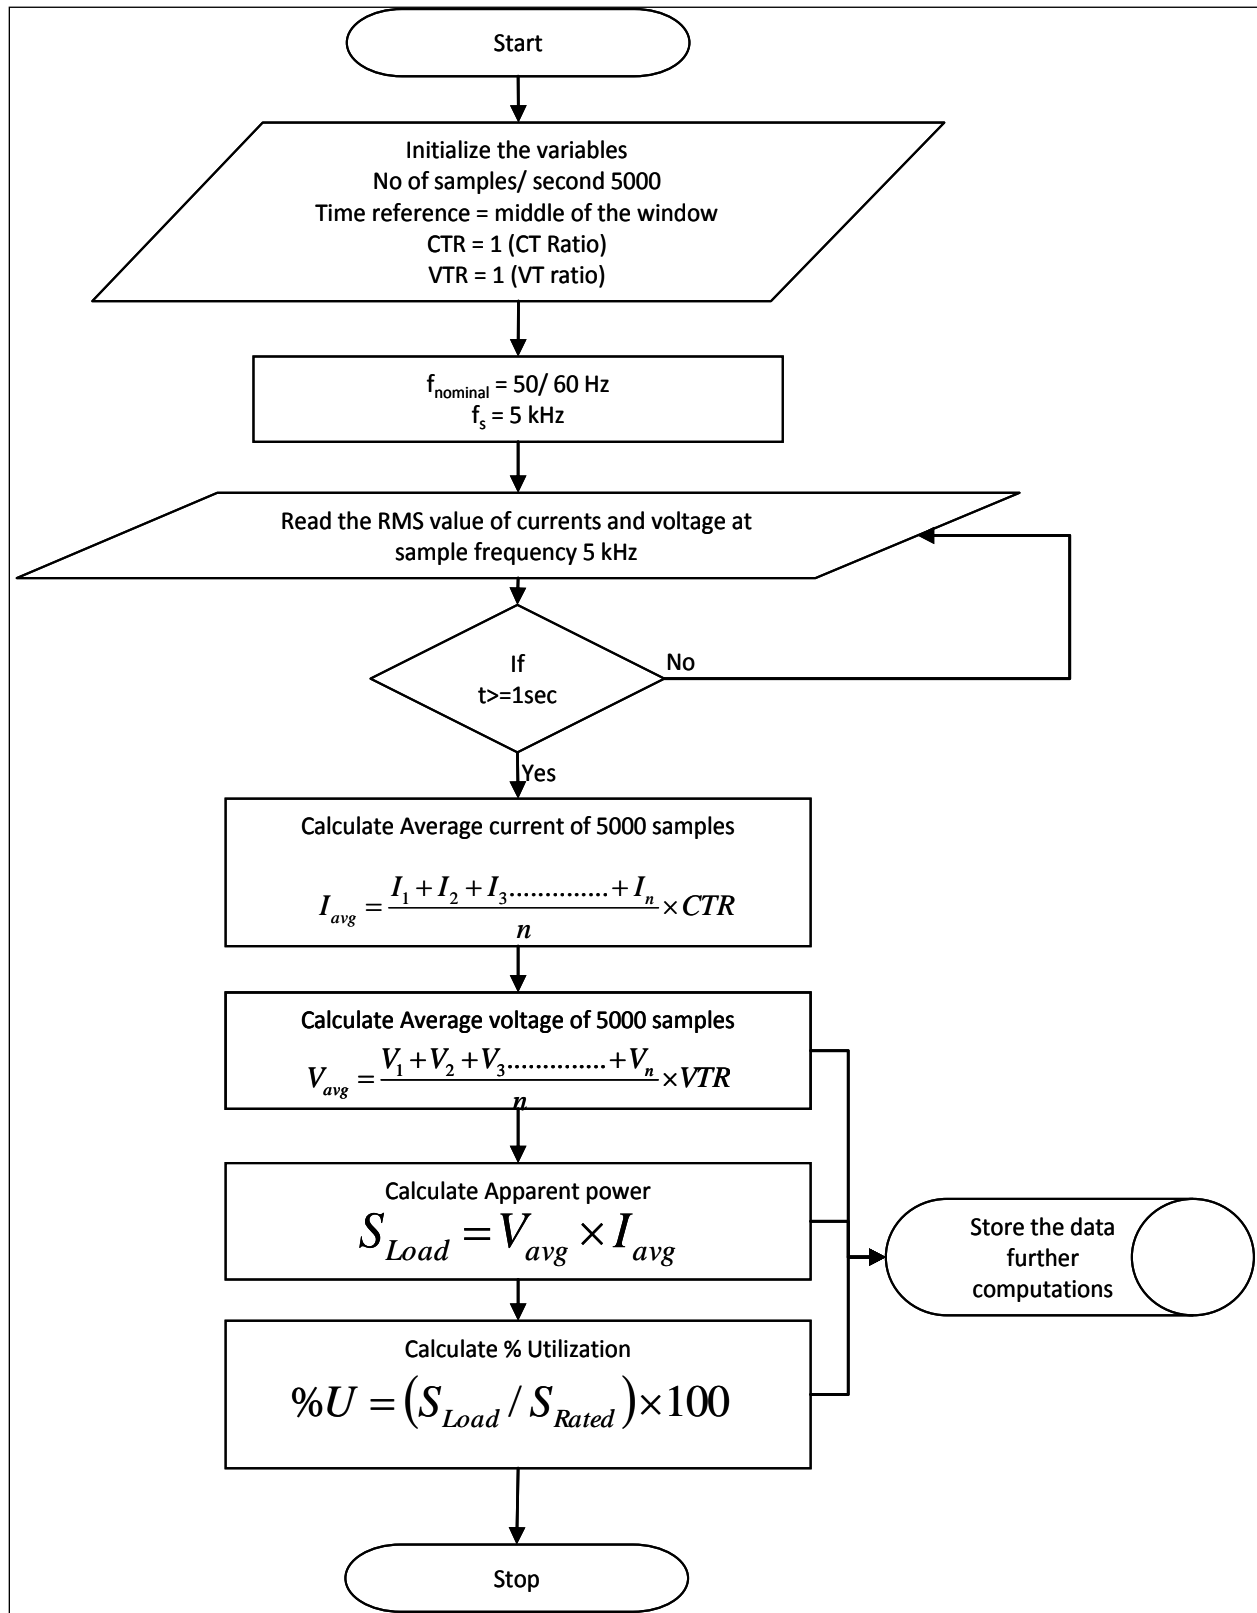 Start
Initialize the variables
No of samples/ second 5000
Time reference = middle of the window
CTR = 1 (CT Ratio)
VTR = 1 (VT ratio)
f_nominal = 50/ 60 Hz
f_s = 5 kHz
Read the RMS value of currents and voltage at
sample frequency 5 kHz
If
t>=1sec
No
Yes
Calculate Average current of 5000 samples
I_avg = (I_1 + I_2 + I_3.............. + I_n) / n × CTR
Calculate Average voltage of 5000 samples
V_avg = (V_1 + V_2 + V_3.............. + V_n) / n × VTR
Calculate Apparent power
S_Load = V_avg × I_avg
Calculate % Utilization
%U = (S_Load / S_Rated) × 100
Store the data
further
computations
Stop